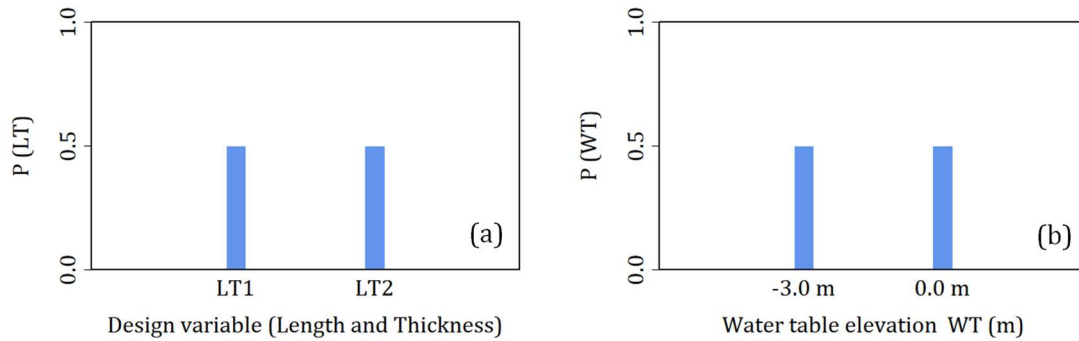 1.0
0.5
0.0
P (LT)
(a)
LT1 LT2
Design variable (Length and Thickness)
1.0
0.5
0.0
P (WT)
(b)
-3.0 m 0.0 m
Water table elevation WT (m)